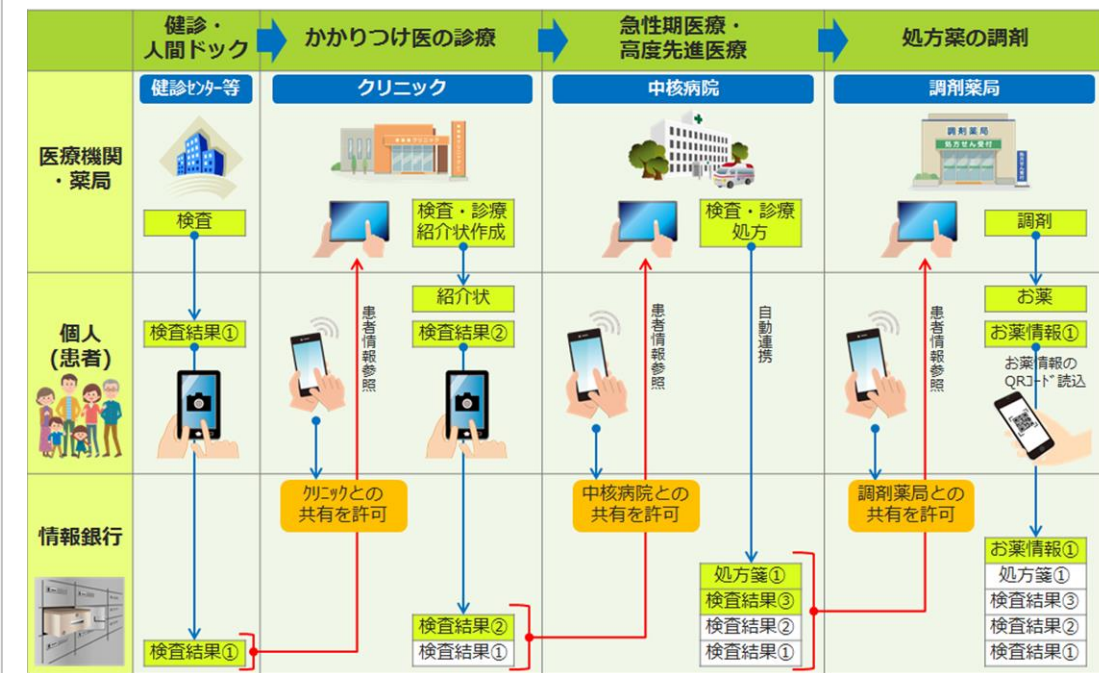 健診・
人間ドック
かかりつけ医の診療
急性期医療・
高度先進医療
処方薬の調剤
医療機関
・薬局
健診ｾﾝﾀｰ等
クリニック
中核病院
調剤薬局
調剤薬局
処方せん受付
検査
検査・診療
紹介状作成
検査・診療
処方
調剤
個人
(患者)
検査結果①
患者情報参照
紹介状
検査結果②
患者情報参照
自動連携
患者情報参照
お薬
お薬情報①
お薬情報の
QRｺｰﾄﾞ読込
情報銀行
ｸﾘﾆｯｸとの
共有を許可
中核病院との
共有を許可
調剤薬局との
共有を許可
検査結果①
検査結果②
検査結果①
処方箋①
検査結果③
検査結果②
検査結果①
お薬情報①
処方箋①
検査結果③
検査結果②
検査結果①